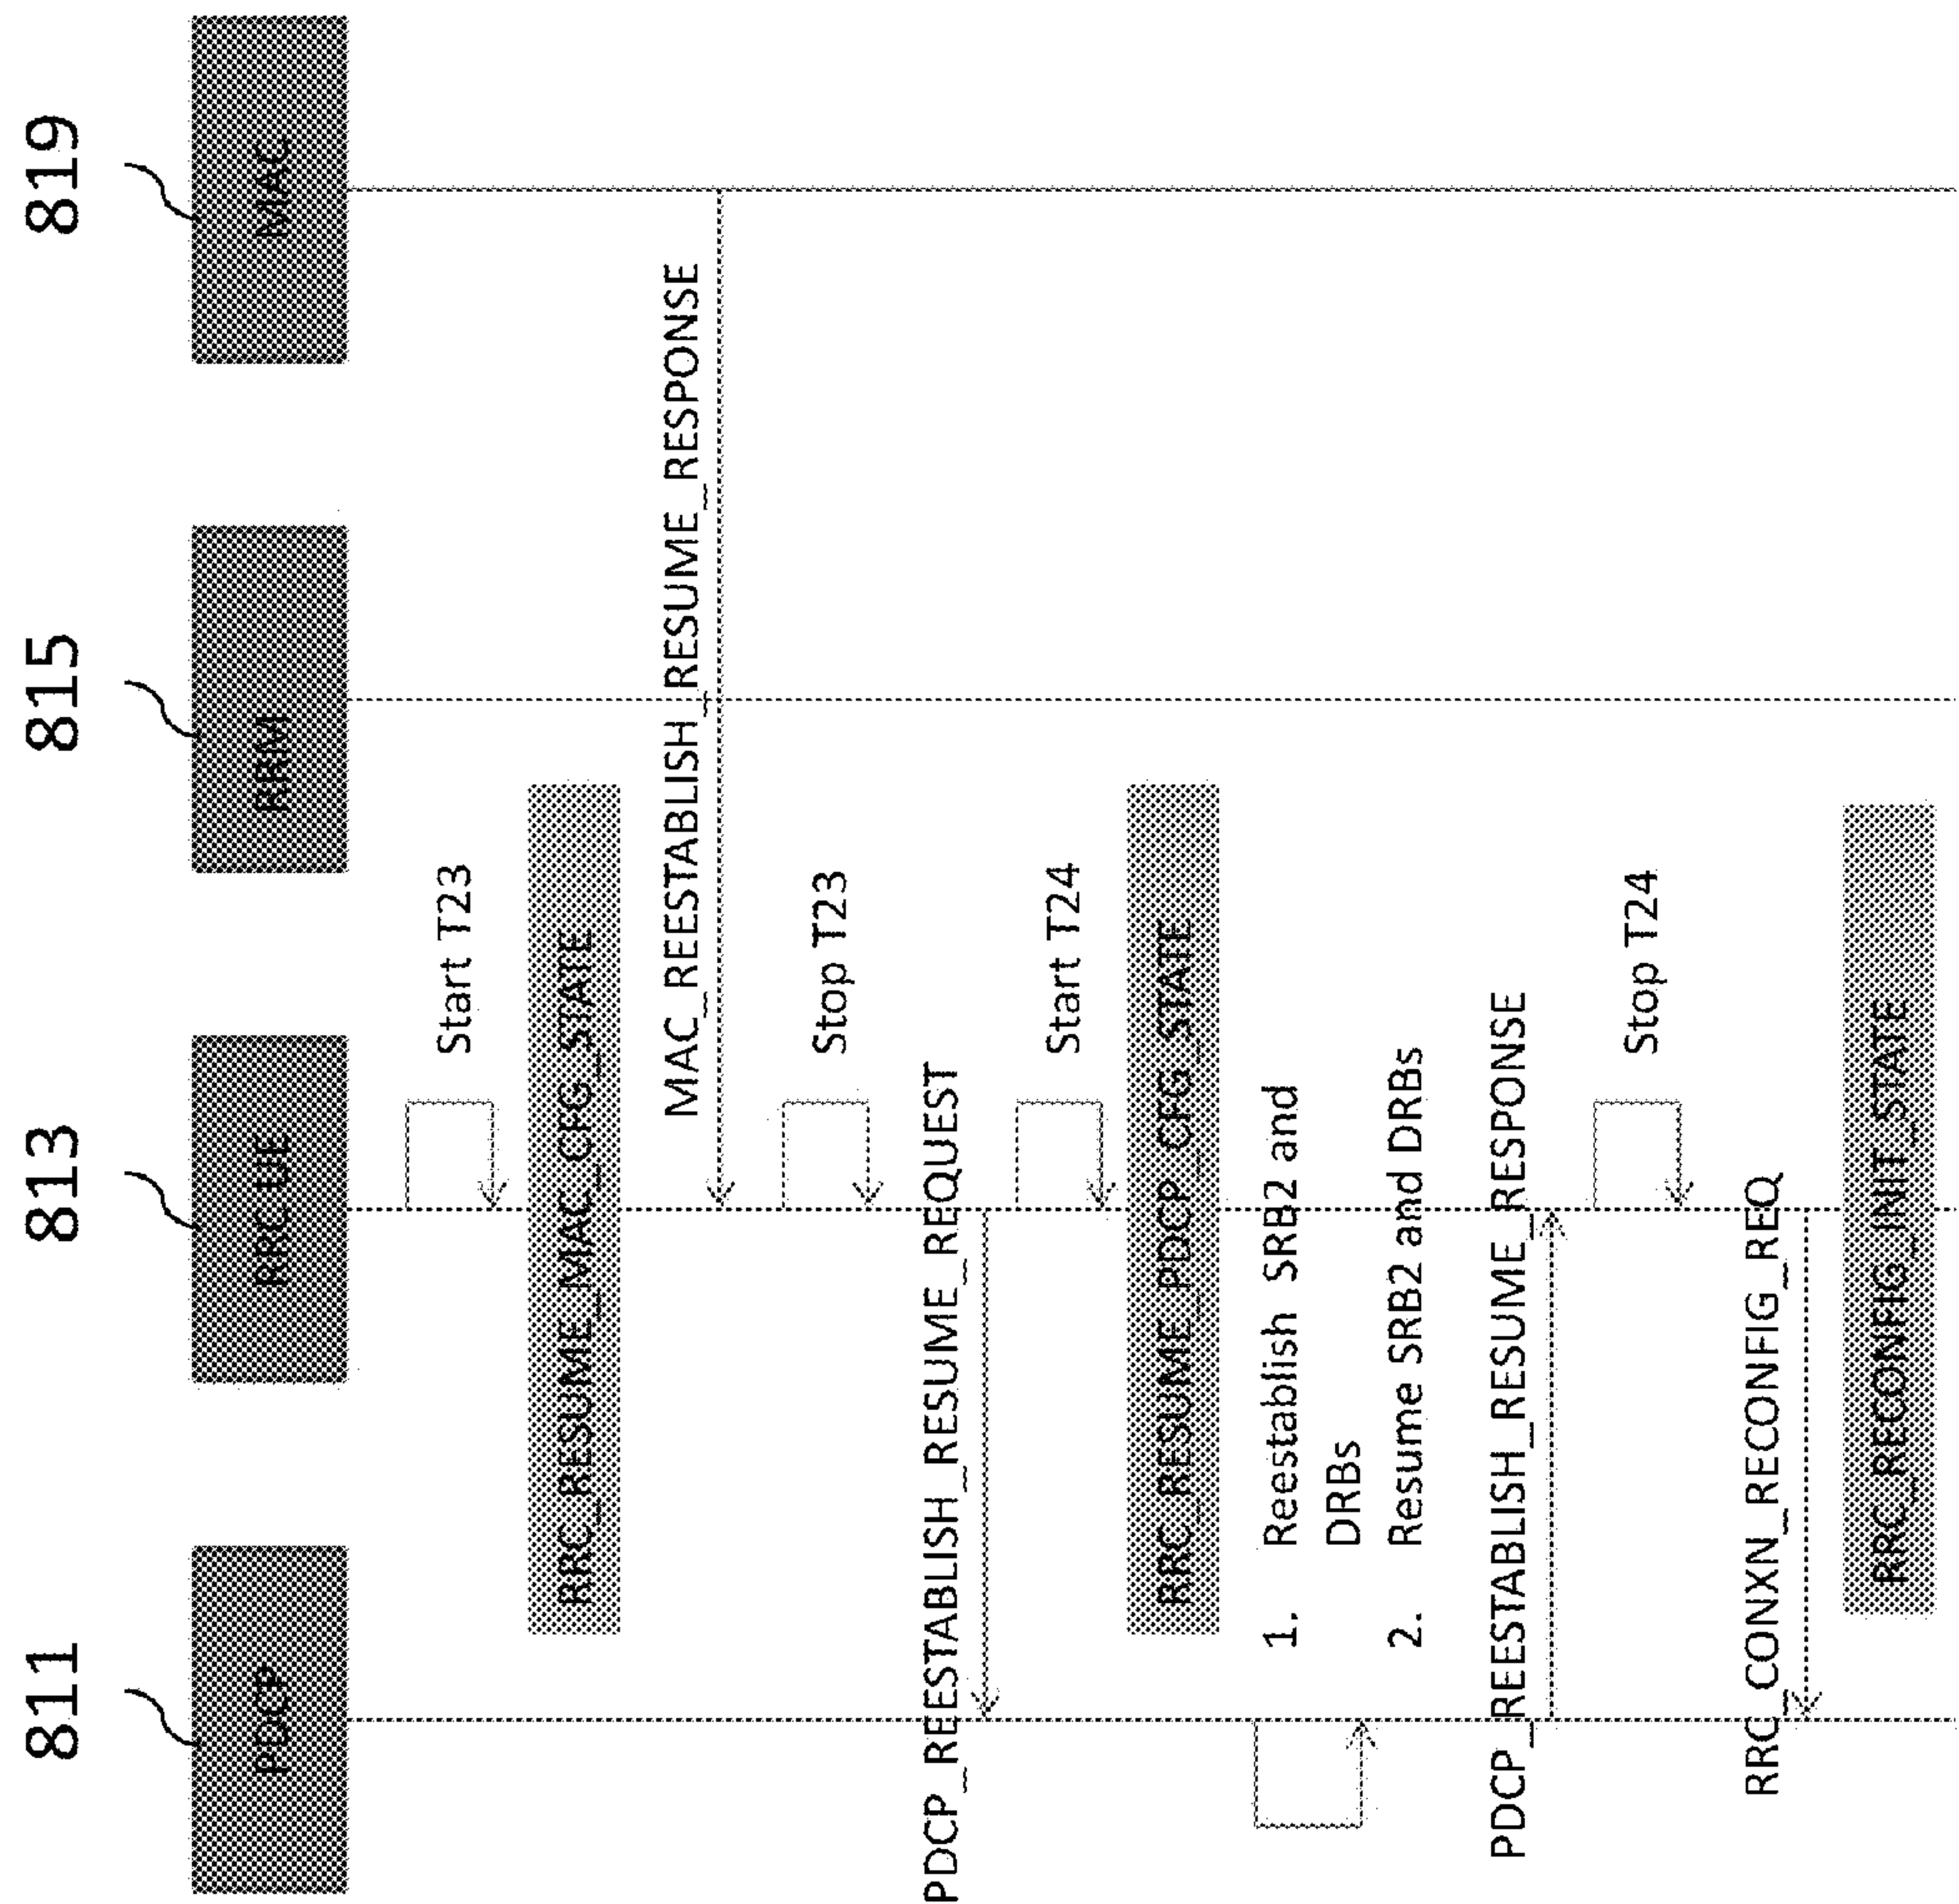 811
813
815
819
PDCP
RRC UE
RRM
MAC
Start T23
RRC_RESUME_MAC_CFG_STATE
MAC_REESTABLISH_RESUME_RESPONSE
Stop T23
PDCP_REESTABLISH_RESUME_REQUEST
Start T24
RRC_RESUME_PDCP_CFG_STATE
1. Reestablish SRB2 and
DRBs
2. Resume SRB2 and DRBs
PDCP_REESTABLISH_RESUME_RESPONSE
Stop T24
RRC_CONXN_RECONFIG_REQ
RRC_RECONFIG_INIT_STATE